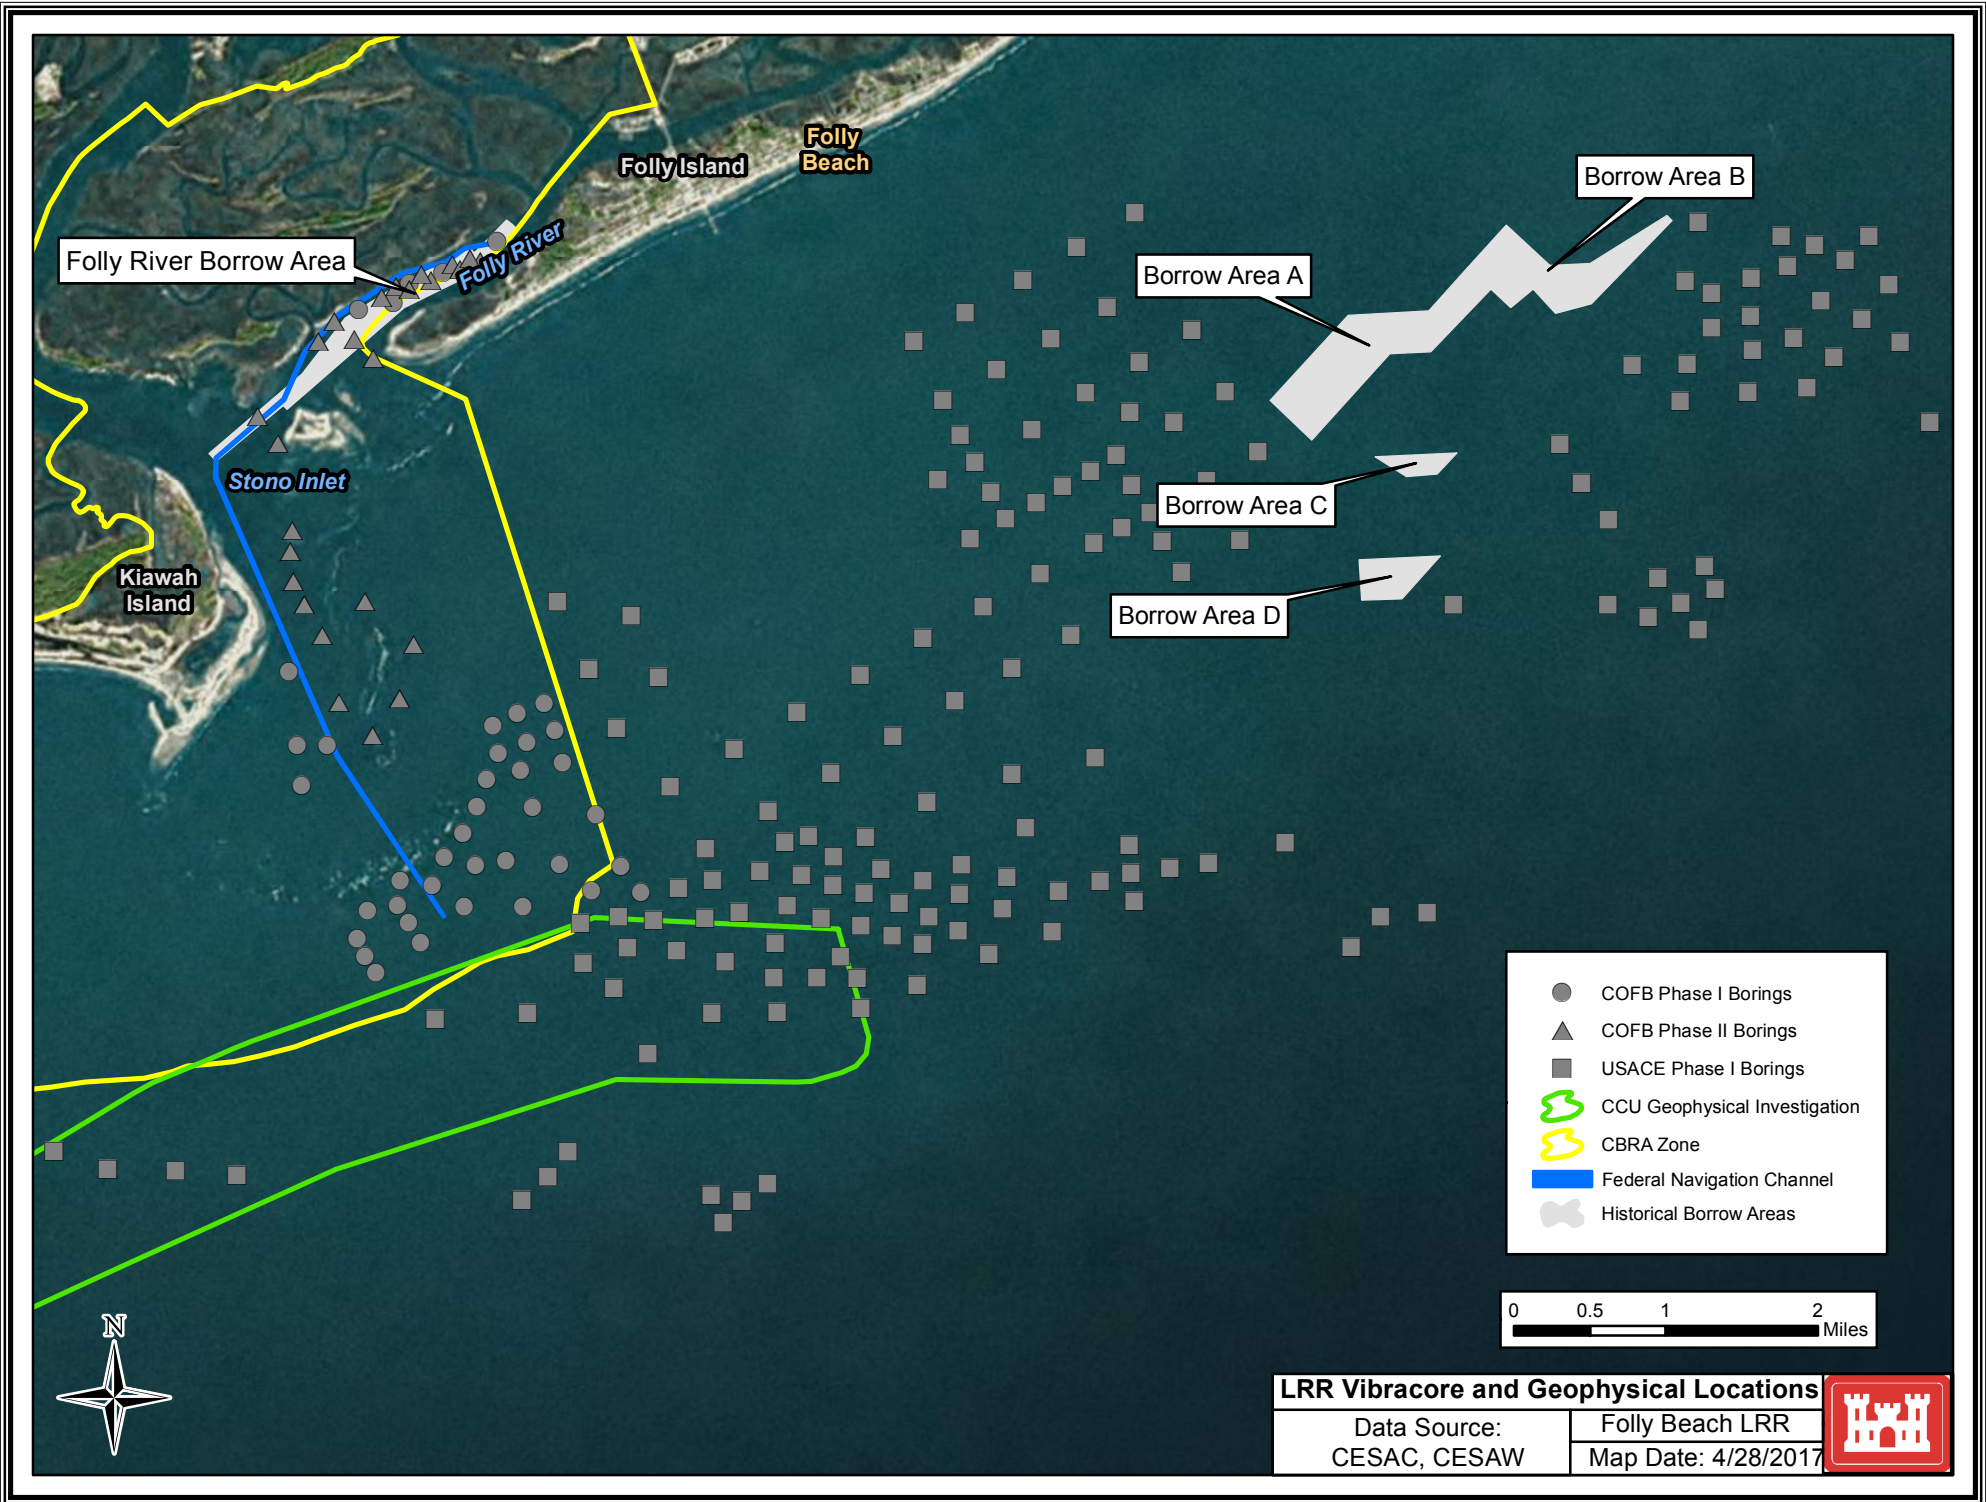 Folly
Beach
Folly Island
Borrow Area B
Folly River
Folly River Borrow Area
Borrow Area A
Stono Inlet
Borrow Area C
Kiawah
Island
Borrow Area D
COFB Phase I Borings
COFB Phase II Borings
USACE Phase I Borings
CCU Geophysical Investigation
CBRA Zone
Federal Navigation Channel
Historical Borrow Areas
0 0.5 1 2
Miles
N
LRR Vibracore and Geophysical Locations
Data Source:
CESAC, CESAW
Folly Beach LRR
Map Date: 4/28/2017